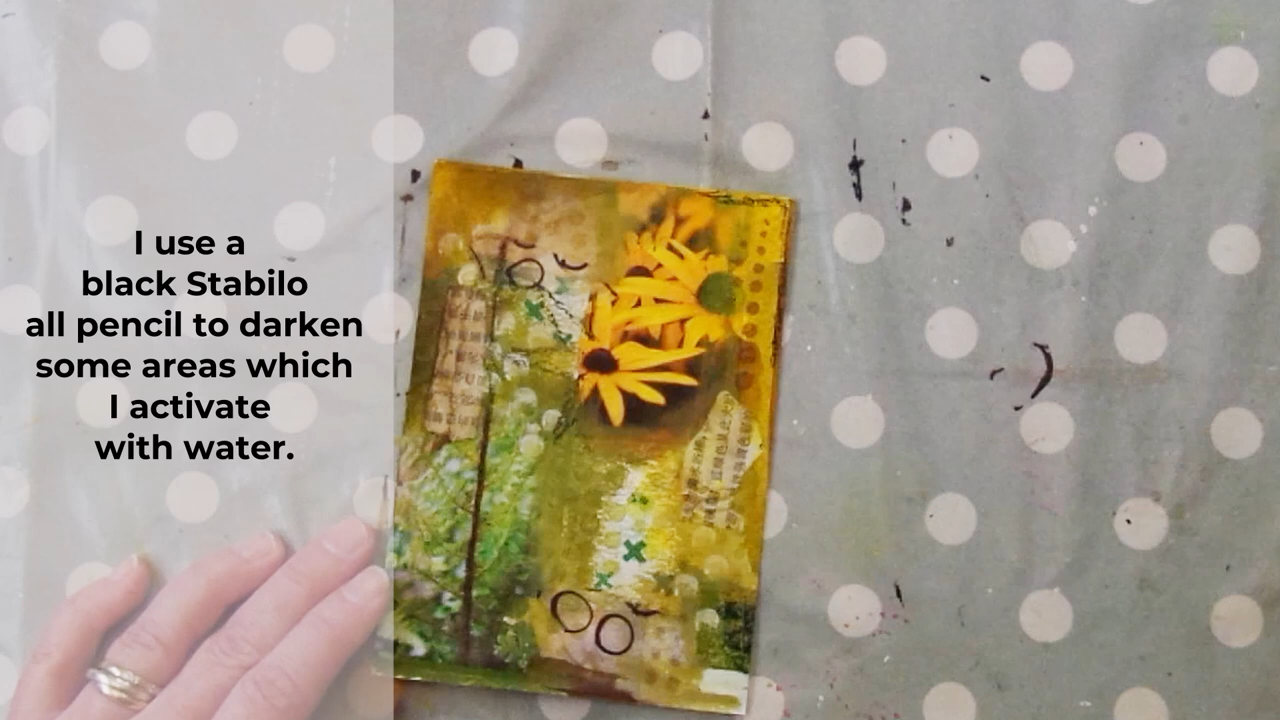 I use a
black Stabilo
all pencil to darken
some areas which
I activate
with water.